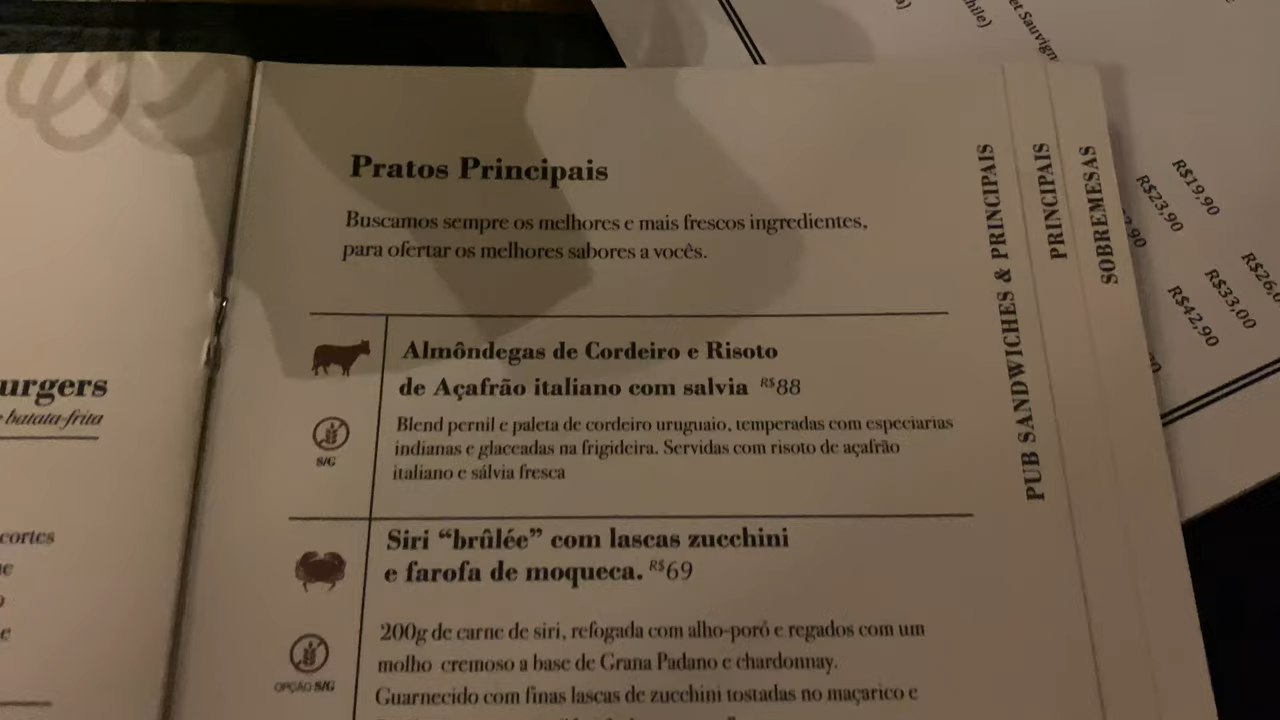 Pratos Principais
Buscamos sempre os melhores e mais frescos ingredientes,
para ofertar os melhores sabores a vocês.
Almôndegas de Cordeiro e Risoto
de Açafrão italiano com salvia R$88
Blend pernil e paleta de cordeiro uruguaio, temperadas com especiarias
indianas e glaceadas na frigideira. Servidas com risoto de açafrão
italiano e sálvia fresca
S/G
Siri “brûlée” com lascas zucchini
e farofa de moqueca. R$69
200g de carne de siri, refogada com alho-poró e regados com um
molho cremoso a base de Grana Padano e chardonnay.
Guarnecido com finas lascas de zucchini tostadas no maçarico e
OPÇÃO S/G
PUB SANDWICHES & PRINCIPAIS
PRINCIPAIS
SOBREMESAS
batata-frita
cortes
R$19,90
R$23,90
R$33,00
R$42,90